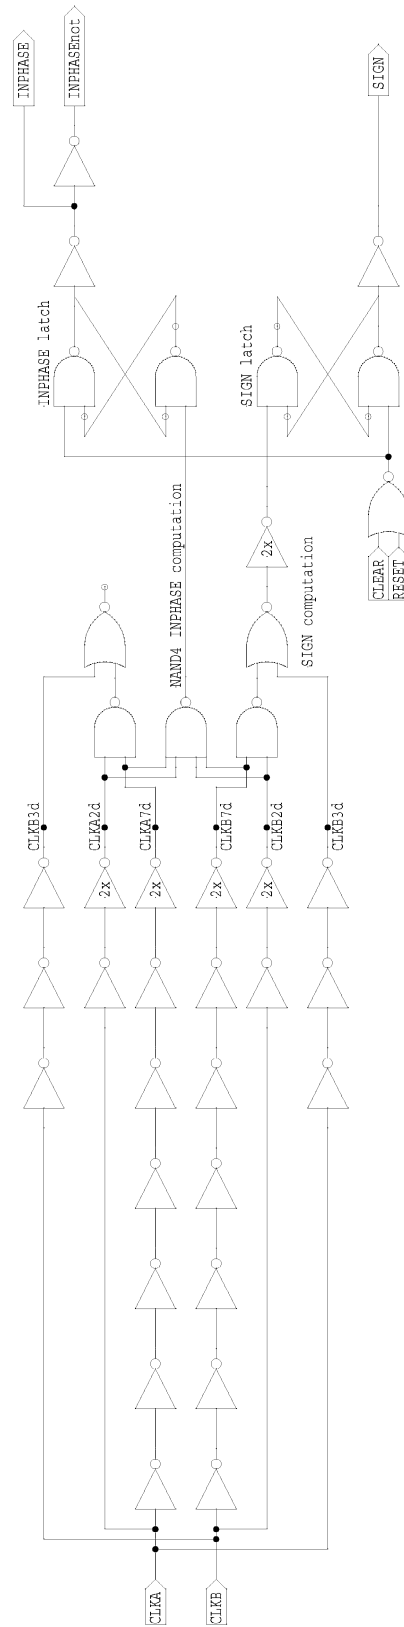 INPHASE
INPHASEnct
SIGN
INPHASE latch
SIGN latch
NAND4 INPHASE computation
2x
SIGN computation
CLEAR
RESET
CLKB3d
CLKA2d
CLKA7d
CLKB7d
CLKB2d
CLKB3d
2x
2x
2x
2x
CLKA
CLKB